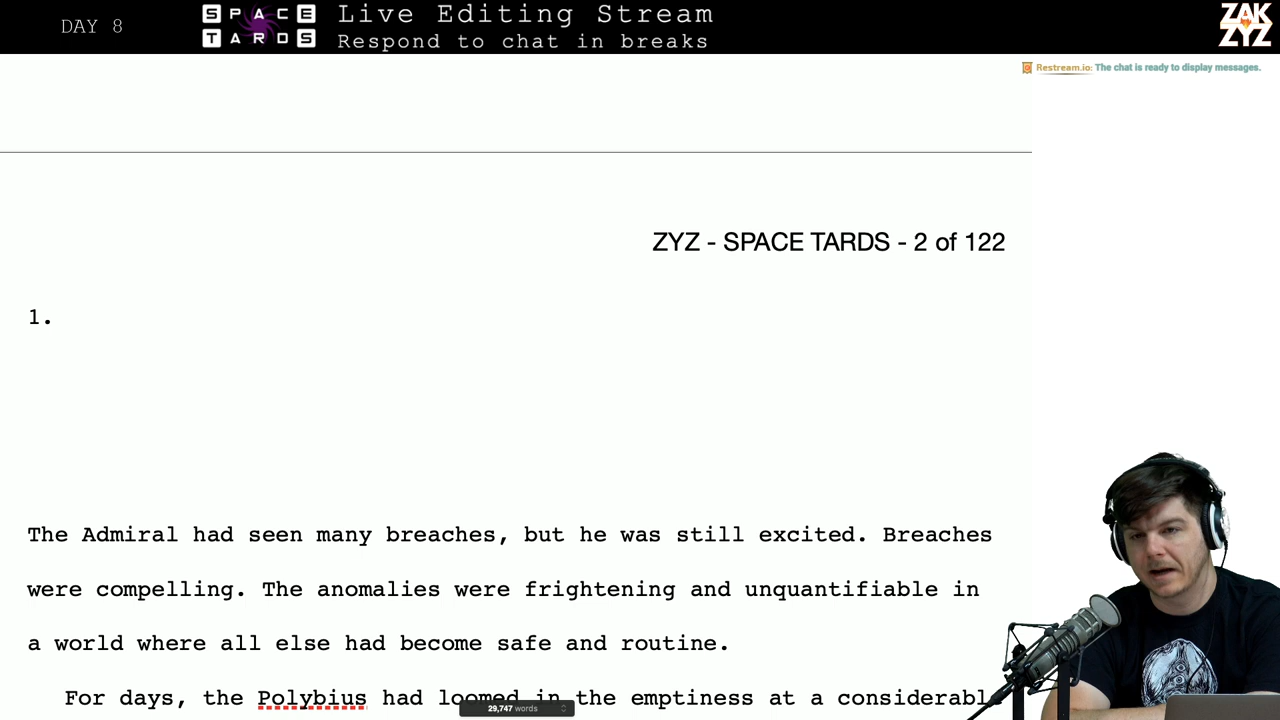 DAY 8
SPACE
TARDS
Live Editing Stream
Respond to chat in breaks
ZAK
ZYZ
Restream.io: The chat is ready to display messages.
ZYZ - SPACE TARDS - 2 of 122
1.
The Admiral had seen many breaches, but he was still excited. Breaches
were compelling. The anomalies were frightening and unquantifiable in
a world where all else had become safe and routine.
For days, the Polybius had loomed in the emptiness at a considerabl
29,747 words